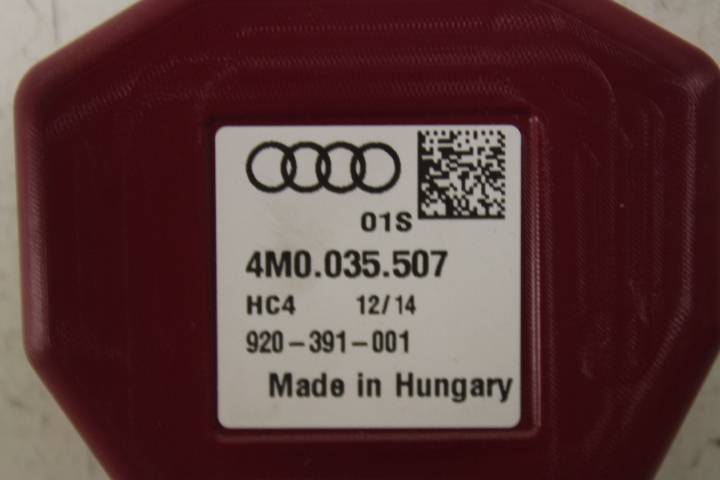 01S
4M0.035.507
HC4 12/14
920-391-001
Made in Hungary